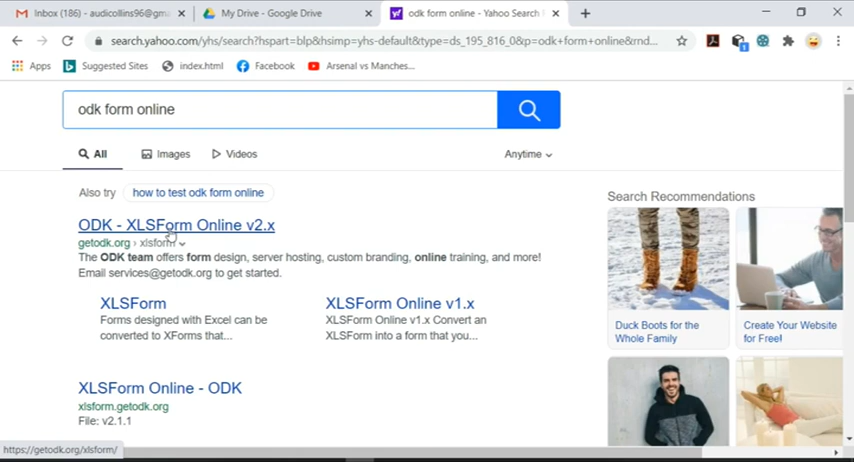 Inbox (186) - audicollins96@gma
My Drive - Google Drive
odk form online - Yahoo Search
search.yahoo.com/yhs/search?hspart=blp&hsimp=yhs-default&type=ds_195_816_0&p=odk+form+online&rnd...
Apps
Suggested Sites
index.html
Facebook
Arsenal vs Manches...
odk form online
All
Images
Videos
Anytime
Also try
how to test odk form online
ODK - XLSForm Online v2.x
getodk.org › xlsform
The ODK team offers form design, server hosting, custom branding, online training, and more!
Email services@getodk.org to get started.
XLSForm
Forms designed with Excel can be
converted to XForms that...
XLSForm Online v1.x
XLSForm Online v1.x Convert an
XLSForm into a form that you...
XLSForm Online - ODK
xlsform.getodk.org
File: v2.1.1
Search Recommendations
Duck Boots for the
Whole Family
Create Your Website
for Free!
https://getodk.org/xlsform/